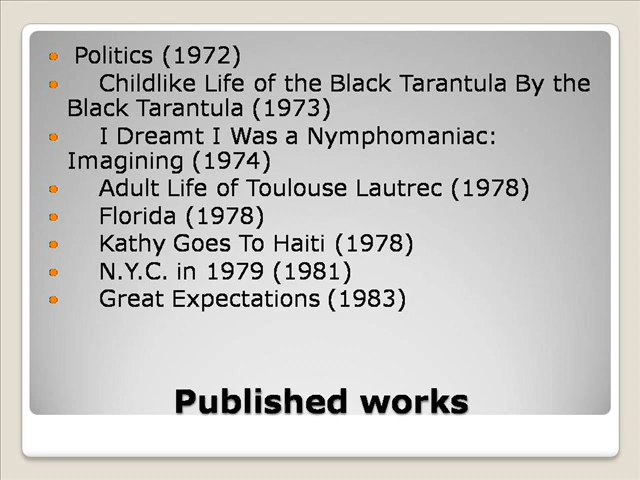 Politics (1972)
Childlike Life of the Black Tarantula By the
Black Tarantula (1973)
I Dreamt I Was a Nymphomaniac:
Imagining (1974)
Adult Life of Toulouse Lautrec (1978)
Florida (1978)
Kathy Goes To Haiti (1978)
N.Y.C. in 1979 (1981)
Great Expectations (1983)
Published works